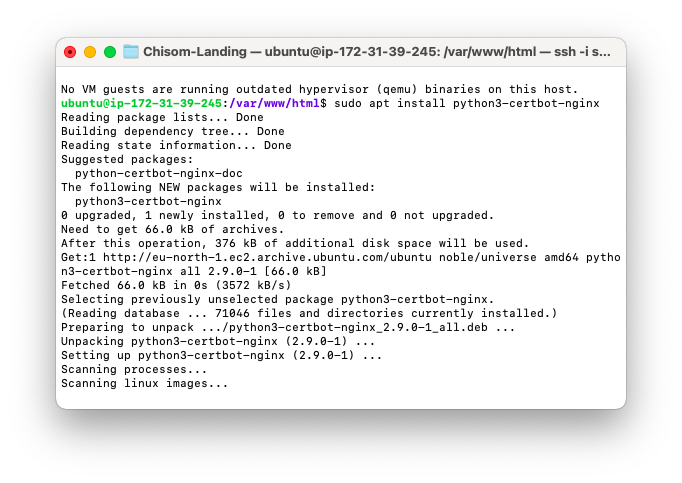 Chisom-Landing — ubuntu@ip-172-31-39-245: /var/www/html — ssh -i s...
No VM guests are running outdated hypervisor (qemu) binaries on this host.
ubuntu@ip-172-31-39-245:/var/www/html$ sudo apt install python3-certbot-nginx
Reading package lists... Done
Building dependency tree... Done
Reading state information... Done
Suggested packages:
  python-certbot-nginx-doc
The following NEW packages will be installed:
  python3-certbot-nginx
0 upgraded, 1 newly installed, 0 to remove and 0 not upgraded.
Need to get 66.0 kB of archives.
After this operation, 376 kB of additional disk space will be used.
Get:1 http://eu-north-1.ec2.archive.ubuntu.com/ubuntu noble/universe amd64 pytho
n3-certbot-nginx all 2.9.0-1 [66.0 kB]
Fetched 66.0 kB in 0s (3572 kB/s)
Selecting previously unselected package python3-certbot-nginx.
(Reading database ... 71046 files and directories currently installed.)
Preparing to unpack .../python3-certbot-nginx_2.9.0-1_all.deb ...
Unpacking python3-certbot-nginx (2.9.0-1) ...
Setting up python3-certbot-nginx (2.9.0-1) ...
Scanning processes...
Scanning linux images...